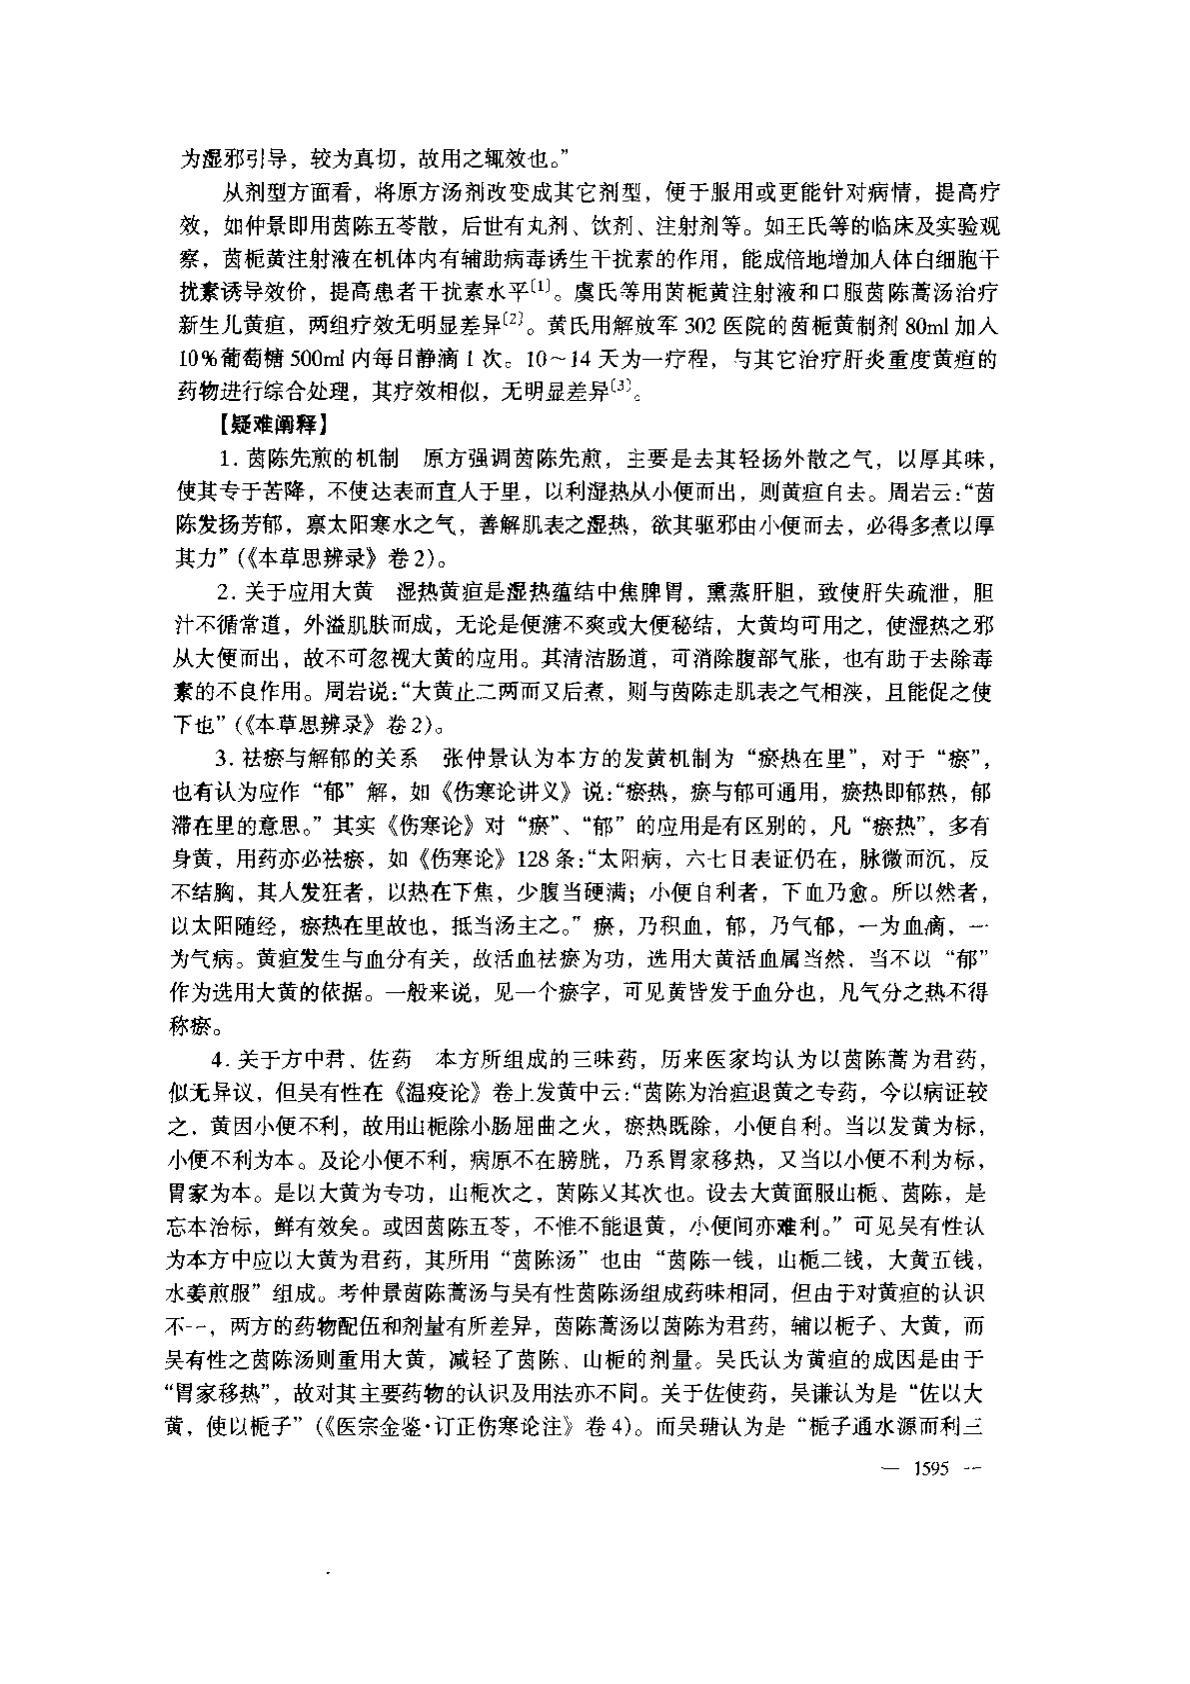 为湿邪引导，较为真切，故用之辄效也。”
从剂型方面看，将原方汤剂改变成其它剂型，便于服用或更能针对病情，提高疗
效，如仲景即用茵陈五苓散，后世有丸剂、饮剂、注射剂等。如王氏等的临床及实验观
察，茵栀黄注射液在机体内有辅助病毒诱生干扰素的作用，能成倍地增加人体白细胞干
扰素诱导效价，提高患者干扰素水平〔1〕。虞氏等用茵栀黄注射液和口服茵陈蒿汤治疗
新生儿黄疸，两组疗效无明显差异〔2〕。黄氏用解放军 302 医院的茵栀黄制剂 80ml 加入
10％葡萄糖 500ml 内每日静滴 1 次。10～14 天为一疗程，与其它治疗肝炎重度黄疸的
药物进行综合处理，其疗效相似，无明显差异〔3〕。
【疑难阐释】
1. 茵陈先煎的机制　原方强调茵陈先煎，主要是去其轻扬外散之气，以厚其味，
使其专于苦降，不使达表而直入于里，以利湿热从小便而出，则黄疸自去。周岩云：“茵
陈发扬芳郁，禀太阳寒水之气，善解肌表之湿热，欲其驱邪由小便而去，必得多煮以厚
其力”（《本草思辨录》卷 2）。
2. 关于应用大黄　湿热黄疸是湿热蕴结中焦脾胃，熏蒸肝胆，致使肝失疏泄，胆
汁不循常道，外溢肌肤而成，无论是便溏不爽或大便秘结，大黄均可用之，使湿热之邪
从大便而出，故不可忽视大黄的应用。其清洁肠道，可消除腹部气胀，也有助于去除毒
素的不良作用。周岩说：“大黄止二两而又后煮，则与茵陈走肌表之气相浃，且能促之使
下也”（《本草思辨录》卷 2）。
3. 祛瘀与解郁的关系　张仲景认为本方的发黄机制为“瘀热在里”，对于“瘀”，
也有认为应作“郁”解，如《伤寒论讲义》说：“瘀热，瘀与郁可通用，瘀热即郁热，郁
滞在里的意思。”其实《伤寒论》对“瘀”、“郁”的应用是有区别的，凡“瘀热”，多有
身黄，用药亦必祛瘀，如《伤寒论》128 条：“太阳病，六七日表证仍在，脉微而沉，反
不结胸，其人发狂者，以热在下焦，少腹当硬满；小便自利者，下血乃愈。所以然者，
以太阳随经，瘀热在里故也，抵当汤主之。”瘀，乃积血，郁，乃气郁，一为血病，一
为气病。黄疸发生与血分有关，故活血祛瘀为功，选用大黄活血属当然，当不以“郁”
作为选用大黄的依据。一般来说，见一个瘀字，可见黄皆发于血分也，凡气分之热不得
称瘀。
4. 关于方中君、佐药　本方所组成的三味药，历来医家均认为以茵陈蒿为君药，
似无异议，但吴有性在《温疫论》卷上发黄中云：“茵陈为治疸退黄之专药，今以病证较
之，黄因小便不利，故用山栀除小肠屈曲之火，瘀热既除，小便自利。当以发黄为标，
小便不利为本。及论小便不利，病原不在膀胱，乃系胃家移热，又当以小便不利为标，
胃家为本。是以大黄为专功，山栀次之，茵陈又其次也。设去大黄而服山栀、茵陈，是
忘本治标，鲜有效矣。或因茵陈五苓，不惟不能退黄，小便间亦难利。”可见吴有性认
为本方中应以大黄为君药，其所用“茵陈汤”也由“茵陈一钱，山栀二钱，大黄五钱，
水姜煎服”组成。考仲景茵陈蒿汤与吴有性茵陈汤组成药味相同，但由于对黄疸的认识
不一，两方的药物配伍和剂量有所差异，茵陈蒿汤以茵陈为君药，辅以栀子、大黄，而
吴有性之茵陈汤则重用大黄，减轻了茵陈、山栀的剂量。吴氏认为黄疸的成因是由于
“胃家移热”，故对其主要药物的认识及用法亦不同。关于佐使药，吴谦认为是“佐以大
黄，使以栀子”（《医宗金鉴·订正伤寒论注》卷 4）。而吴瑭认为是“栀子通水源而利三
— 1595 —